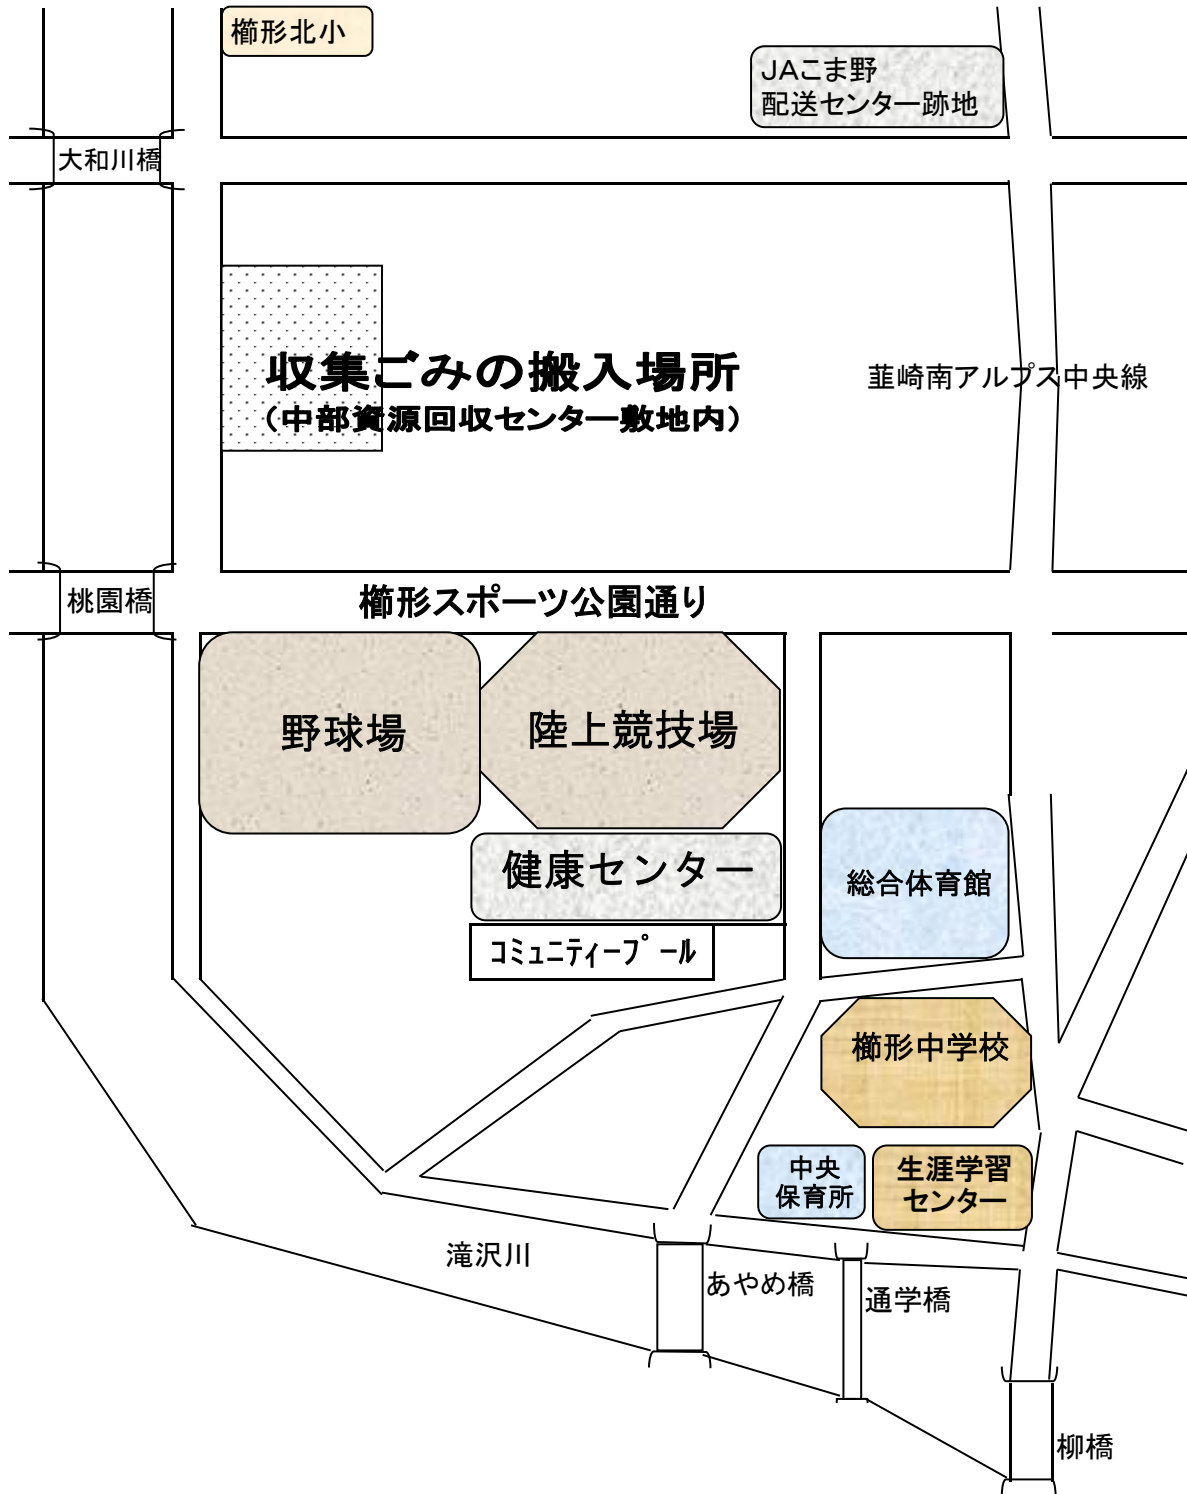 櫛形北小
JAこま野
配送センター跡地
大和川橋
収集ごみの搬入場所
（中部資源回収センター敷地内）
韮崎南アルプス中央線
桃園橋
櫛形スポーツ公園通り
野球場
陸上競技場
健康センター
総合体育館
コミュニティープール
櫛形中学校
中央
保育所
生涯学習
センター
滝沢川
あやめ橋
通学橋
柳橋